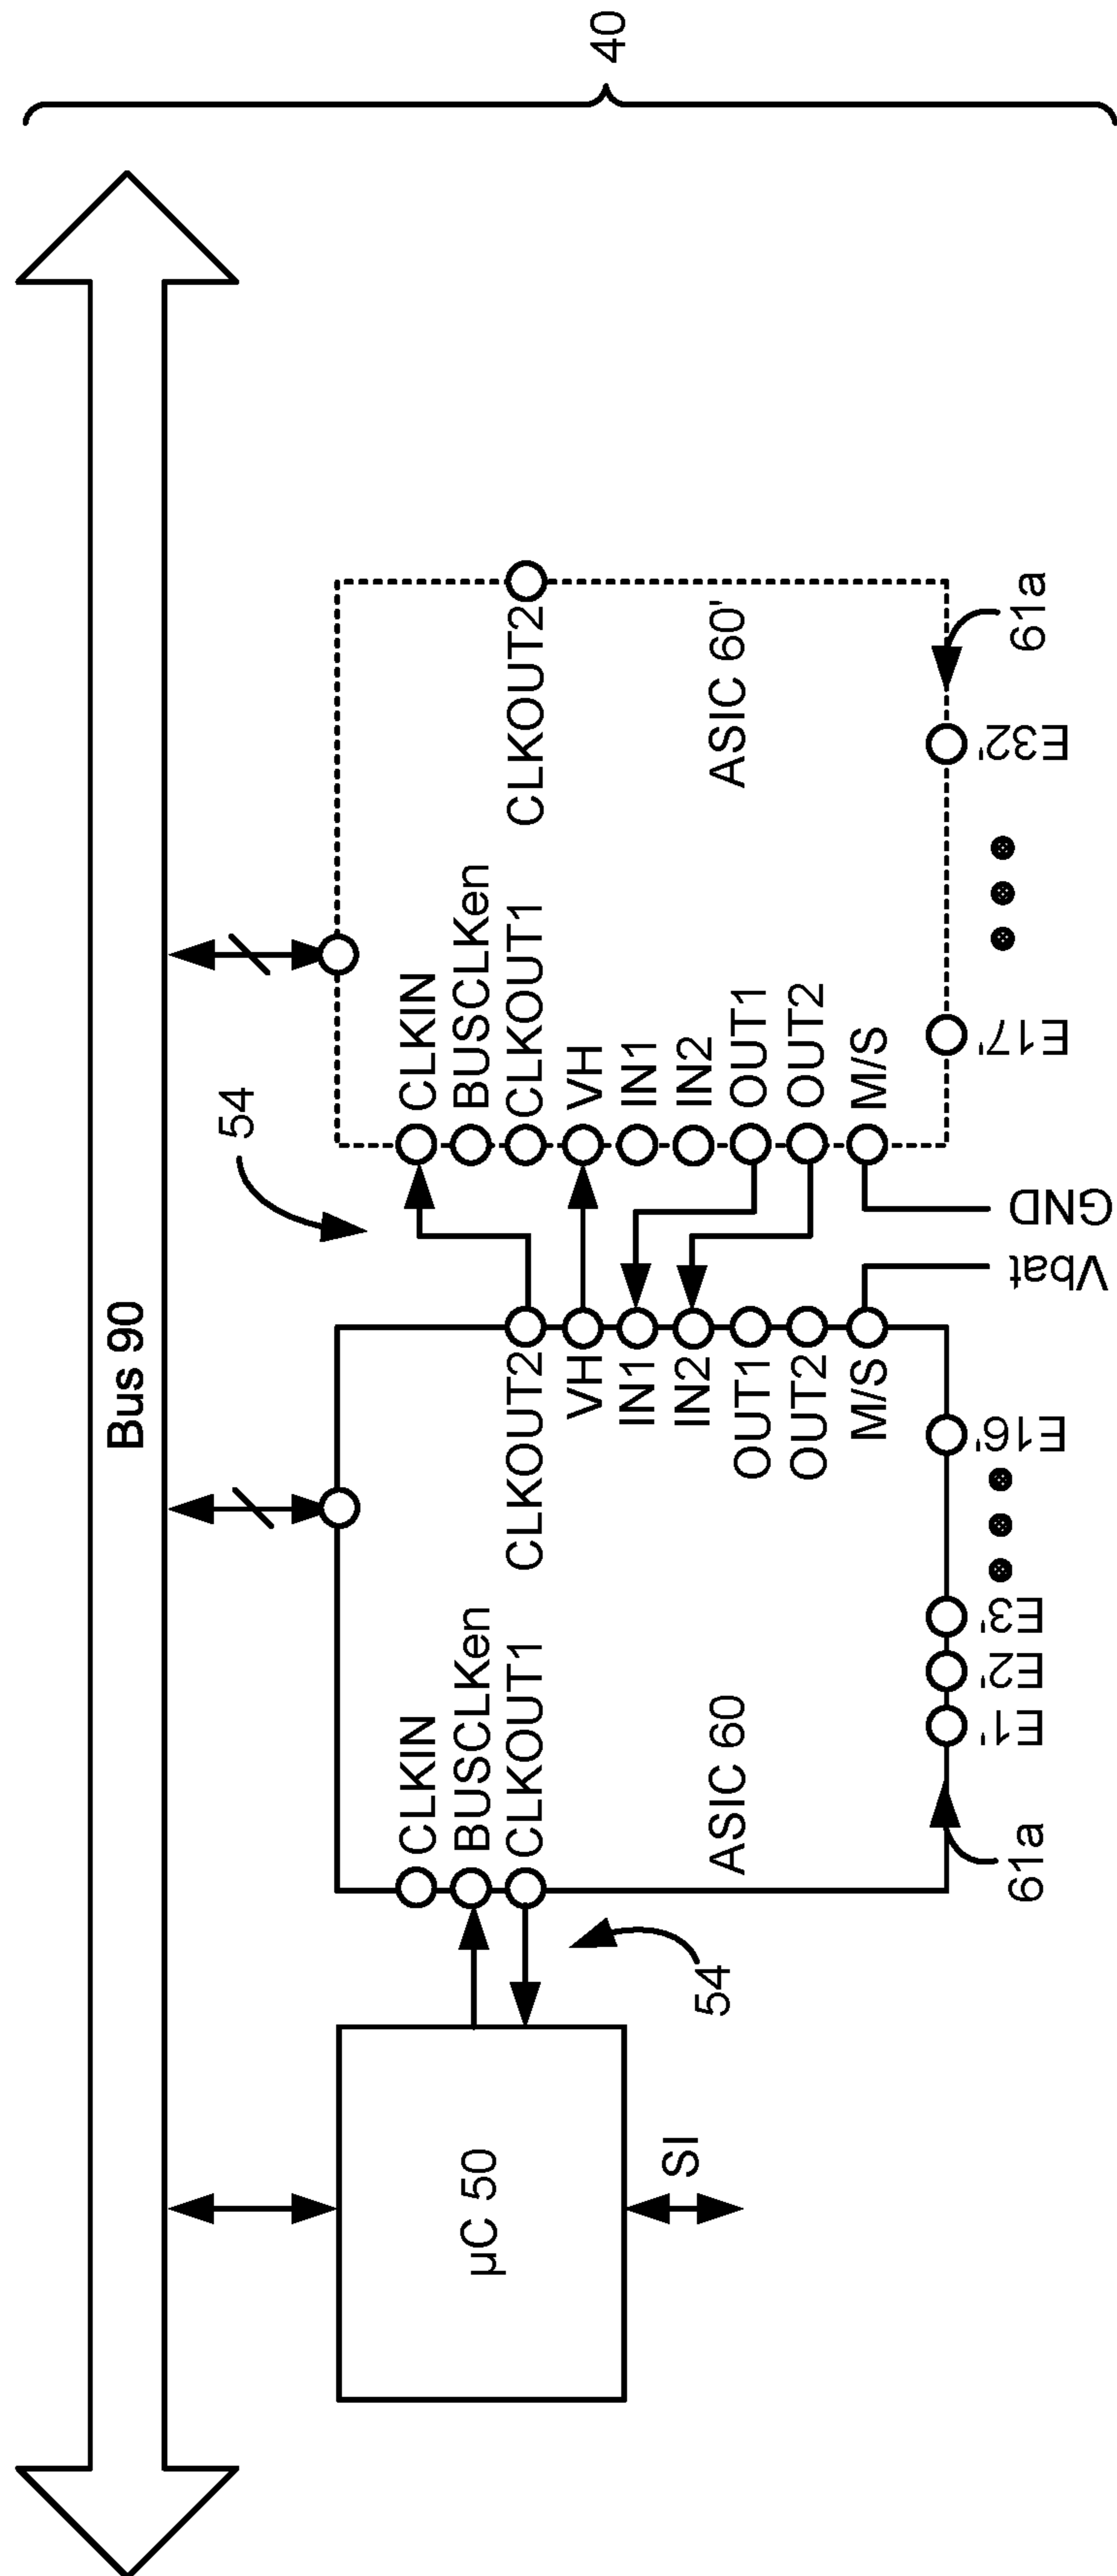 40
Bus 90
54
µC 50
SI
54
CLKIN
BUSCLKen
CLKOUT1
CLKOUT2
VH
IN1
IN2
OUT1
OUT2
M/S
ASIC 60
61a
E1'
E2'
E3'
E16'
Vbat
GND
CLKIN
BUSCLKen
CLKOUT1
CLKOUT2
VH
IN1
IN2
OUT1
OUT2
M/S
ASIC 60'
E17'
E32'
61a